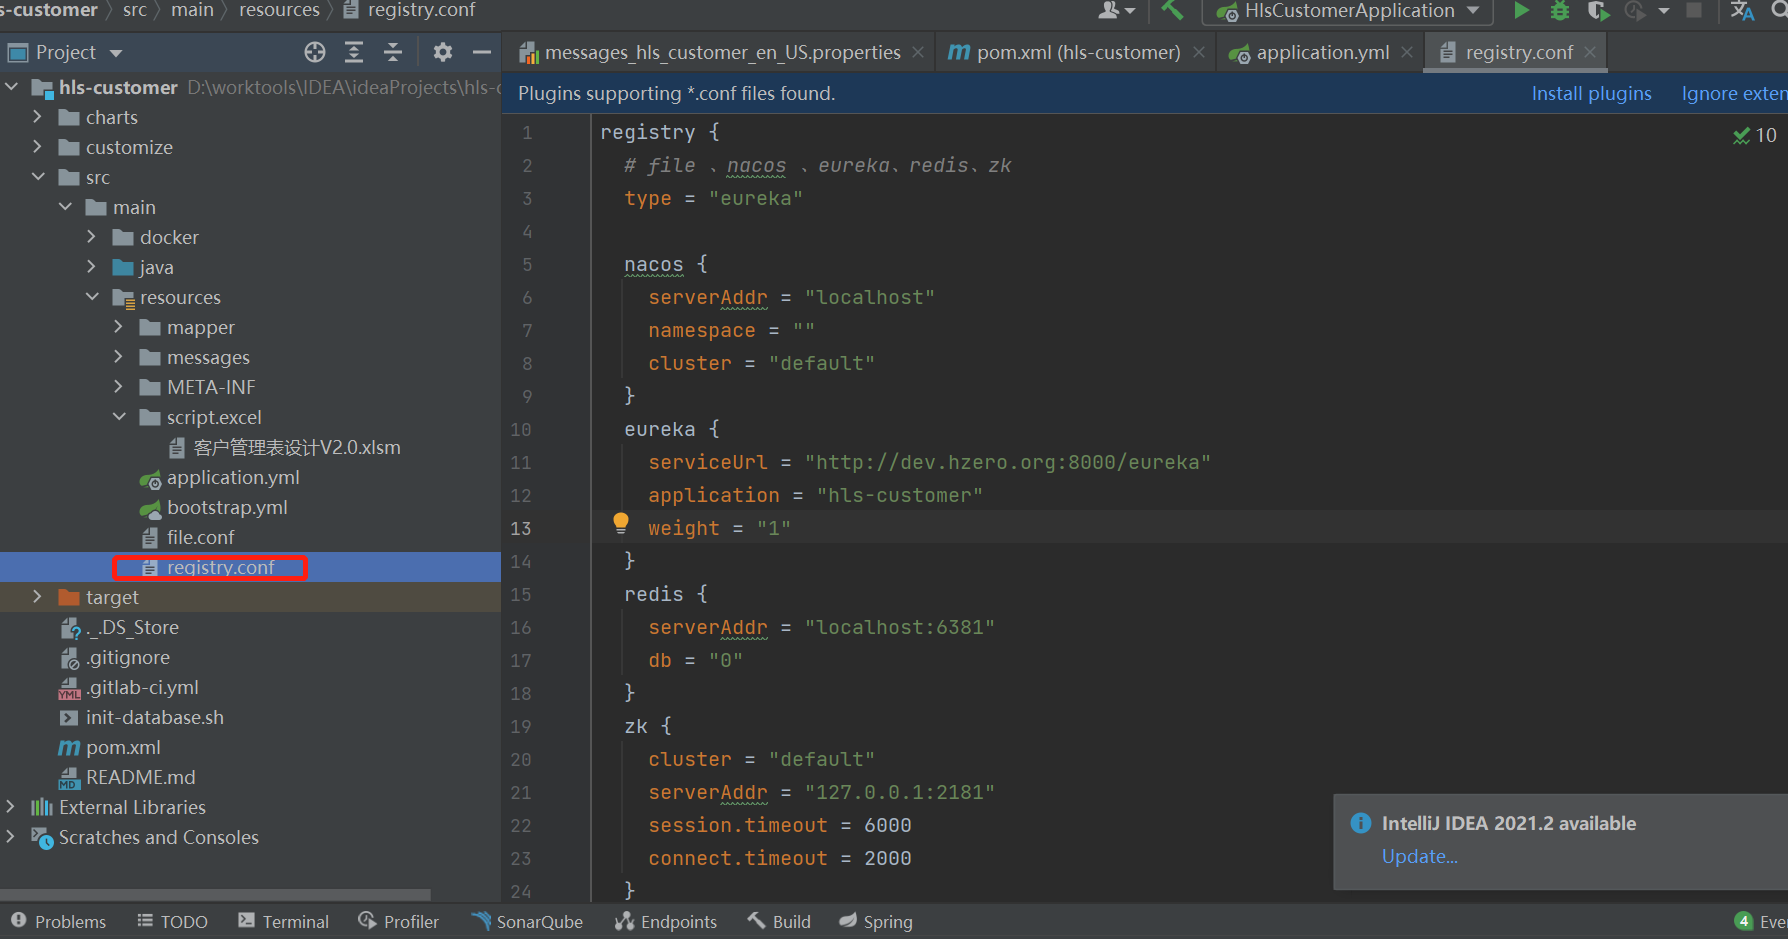 ls-customer src main resources registry.conf HlsCustomerApplication
Project
messages_hls_customer_en_US.properties pom.xml (hls-customer) application.yml registry.conf
Plugins supporting *.conf files found. Install plugins Ignore exten
hls-customer D:\worktools\IDEA\ideaProjects\hls-c
charts
customize
src
main
docker
java
resources
mapper
messages
META-INF
script.excel
客户管理表设计V2.0.xlsm
application.yml
bootstrap.yml
file.conf
registry.conf
target
._.DS_Store
.gitignore
.gitlab-ci.yml
init-database.sh
pom.xml
README.md
External Libraries
Scratches and Consoles
1 registry {
2 # file 、nacos 、eureka、redis、zk
3 type = "eureka"
4
5 nacos {
6 serverAddr = "localhost"
7 namespace = ""
8 cluster = "default"
9 }
10 eureka {
11 serviceUrl = "http://dev.hzero.org:8000/eureka"
12 application = "hls-customer"
13 weight = "1"
14 }
15 redis {
16 serverAddr = "localhost:6381"
17 db = "0"
18 }
19 zk {
20 cluster = "default"
21 serverAddr = "127.0.0.1:2181"
22 session.timeout = 6000
23 connect.timeout = 2000
24 }
10
IntelliJ IDEA 2021.2 available
Update...
Problems TODO Terminal Profiler SonarQube Endpoints Build Spring 4 Eve